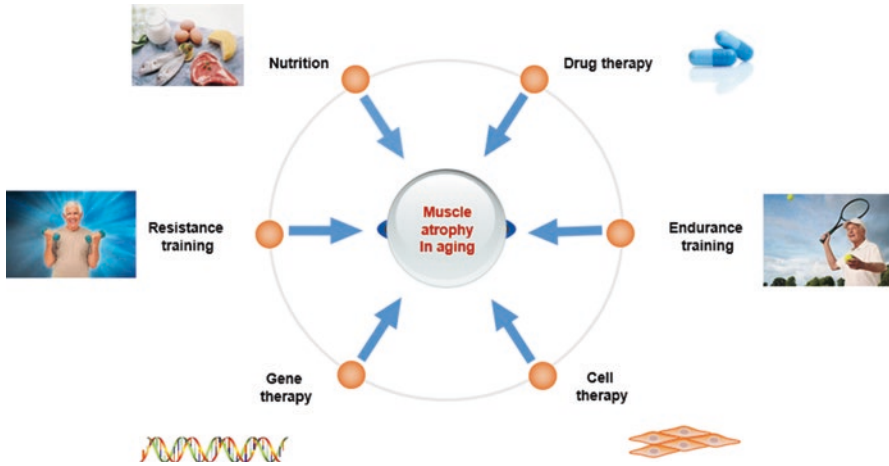 Nutrition
Drug therapy
Resistance
training
Muscle
atrophy
In aging
Endurance
training
Gene
therapy
Cell
therapy